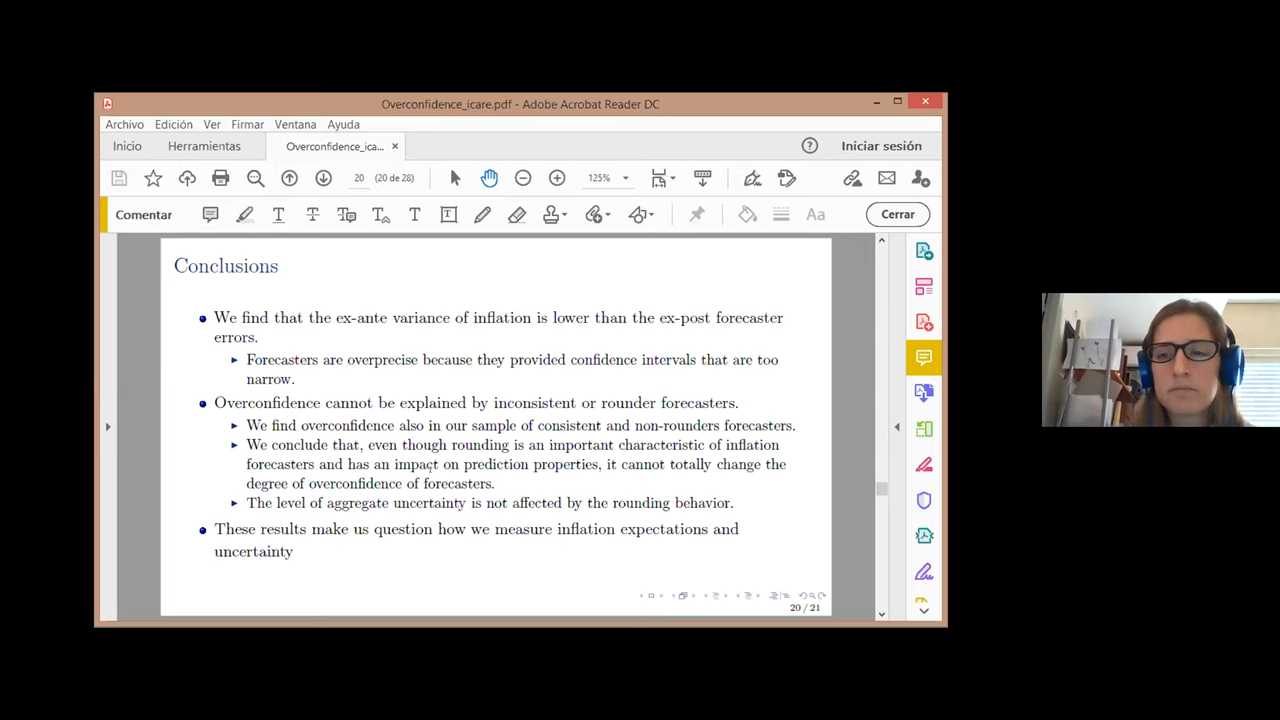 Overconfidence_icare.pdf - Adobe Acrobat Reader DC
Archivo Edición Ver Firmar Ventana Ayuda
Inicio Herramientas Overconfidence_ica... Iniciar sesión
20 (20 de 28) 125%
Comentar Aa Cerrar
Conclusions
We find that the ex-ante variance of inflation is lower than the ex-post forecaster
errors.
Forecasters are overprecise because they provided confidence intervals that are too
narrow.
Overconfidence cannot be explained by inconsistent or rounder forecasters.
We find overconfidence also in our sample of consistent and non-rounders forecasters.
We conclude that, even though rounding is an important characteristic of inflation
forecasters and has an impact on prediction properties, it cannot totally change the
degree of overconfidence of forecasters.
The level of aggregate uncertainty is not affected by the rounding behavior.
These results make us question how we measure inflation expectations and
uncertainty
20 / 21